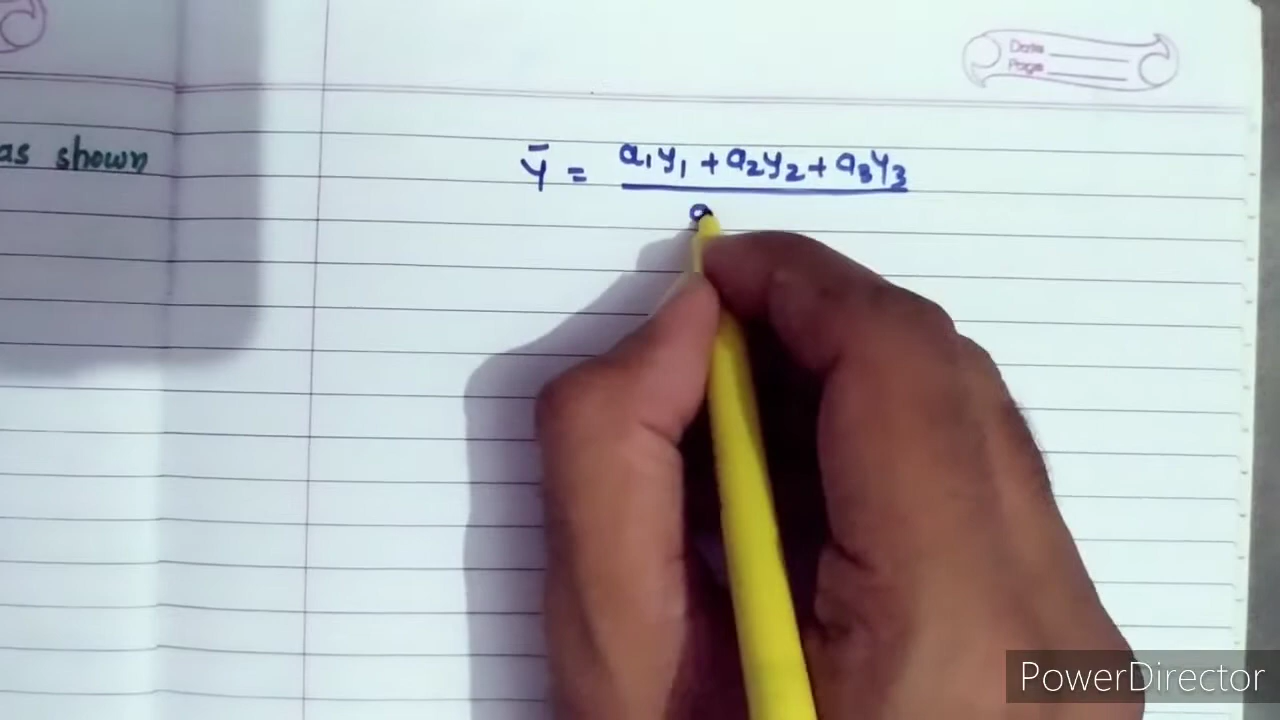 Date
Page
as shown
ȳ = a₁y₁ + a₂y₂ + a₃y₃
a
PowerDirector